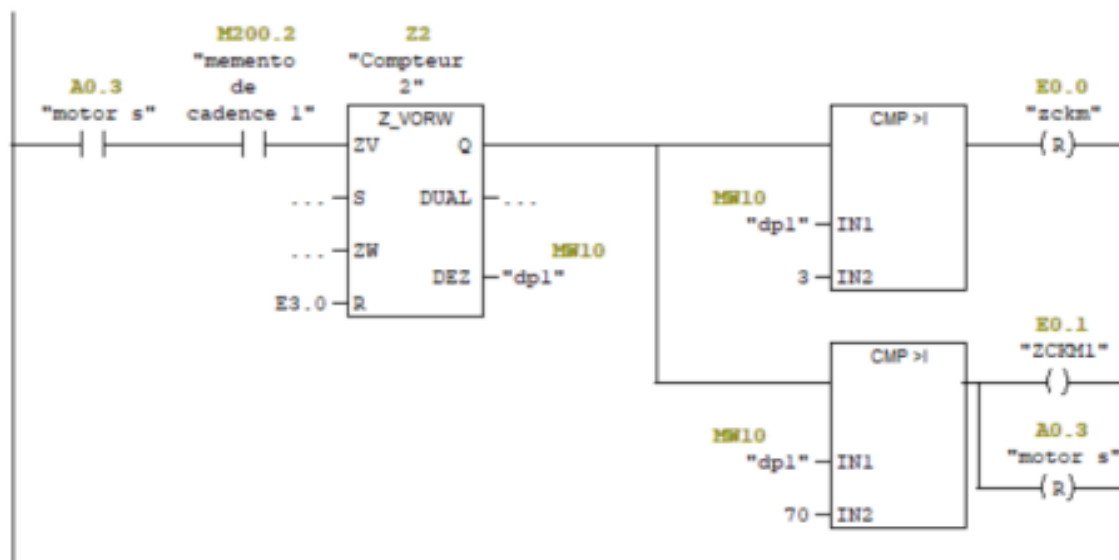 M200.2
Z2
"memento
"Compteur
A0.3
de
2"
E0.0
"motor s"
cadence 1"
"zckm"
Z_VORW
CMP >I
ZV
Q
(R)
...
S
DUAL
...
MW10
"dp1"
IN1
...
ZW
MW10
DEZ
"dp1"
3
IN2
E3.0
R
E0.1
CMP >I
"ZCKM1"
( )
MW10
A0.3
"dp1"
IN1
"motor s"
(R)
70
IN2